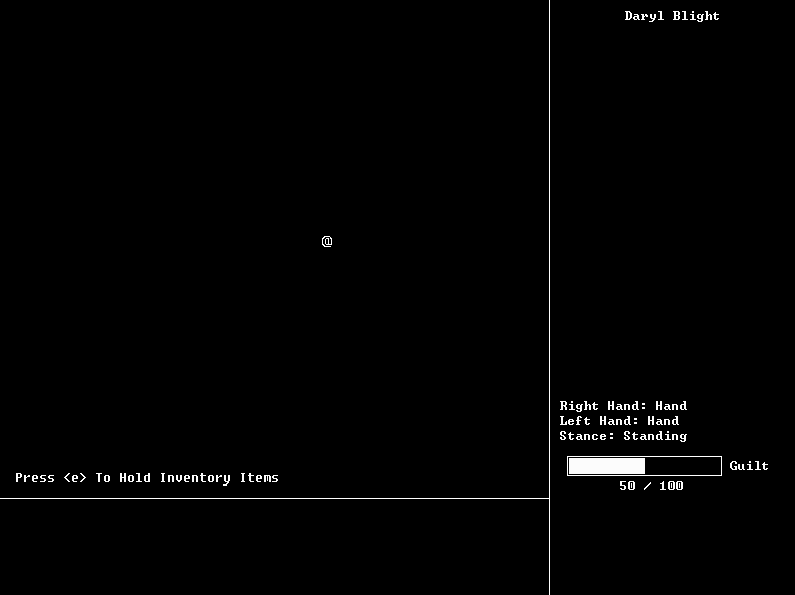 Daryl Blight
@
Right Hand: Hand
Left Hand: Hand
Stance: Standing
Guilt
50 / 100
Press <e> To Hold Inventory Items